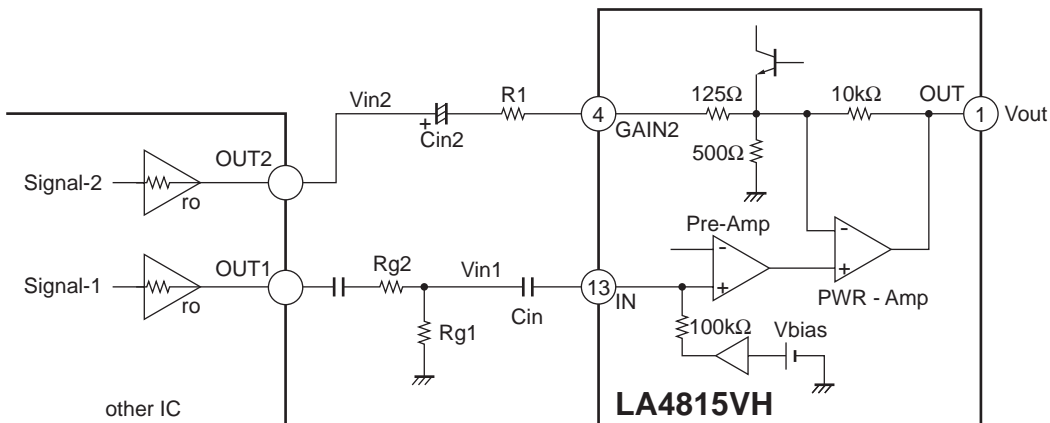 Vin2
R1
4
GAIN2
125Ω
10kΩ
OUT
1
Vout
+
Cin2
500Ω
OUT2
Signal-2
ro
Pre-Amp
-
+
-
+
PWR - Amp
OUT1
Rg2
Vin1
Signal-1
ro
13
IN
Cin
Rg1
100kΩ
Vbias
other IC
LA4815VH